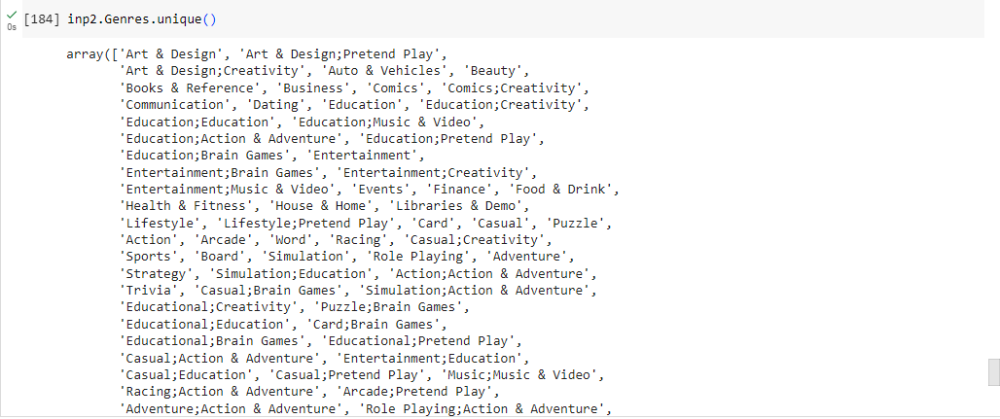 [184] inp2.Genres.unique()
0s
array(['Art & Design', 'Art & Design;Pretend Play',
'Art & Design;Creativity', 'Auto & Vehicles', 'Beauty',
'Books & Reference', 'Business', 'Comics', 'Comics;Creativity',
'Communication', 'Dating', 'Education', 'Education;Creativity',
'Education;Education', 'Education;Music & Video',
'Education;Action & Adventure', 'Education;Pretend Play',
'Education;Brain Games', 'Entertainment',
'Entertainment;Brain Games', 'Entertainment;Creativity',
'Entertainment;Music & Video', 'Events', 'Finance', 'Food & Drink',
'Health & Fitness', 'House & Home', 'Libraries & Demo',
'Lifestyle', 'Lifestyle;Pretend Play', 'Card', 'Casual', 'Puzzle',
'Action', 'Arcade', 'Word', 'Racing', 'Casual;Creativity',
'Sports', 'Board', 'Simulation', 'Role Playing', 'Adventure',
'Strategy', 'Simulation;Education', 'Action;Action & Adventure',
'Trivia', 'Casual;Brain Games', 'Simulation;Action & Adventure',
'Educational;Creativity', 'Puzzle;Brain Games',
'Educational;Education', 'Card;Brain Games',
'Educational;Brain Games', 'Educational;Pretend Play',
'Casual;Action & Adventure', 'Entertainment;Education',
'Casual;Education', 'Casual;Pretend Play', 'Music;Music & Video',
'Racing;Action & Adventure', 'Arcade;Pretend Play',
'Adventure;Action & Adventure', 'Role Playing;Action & Adventure',